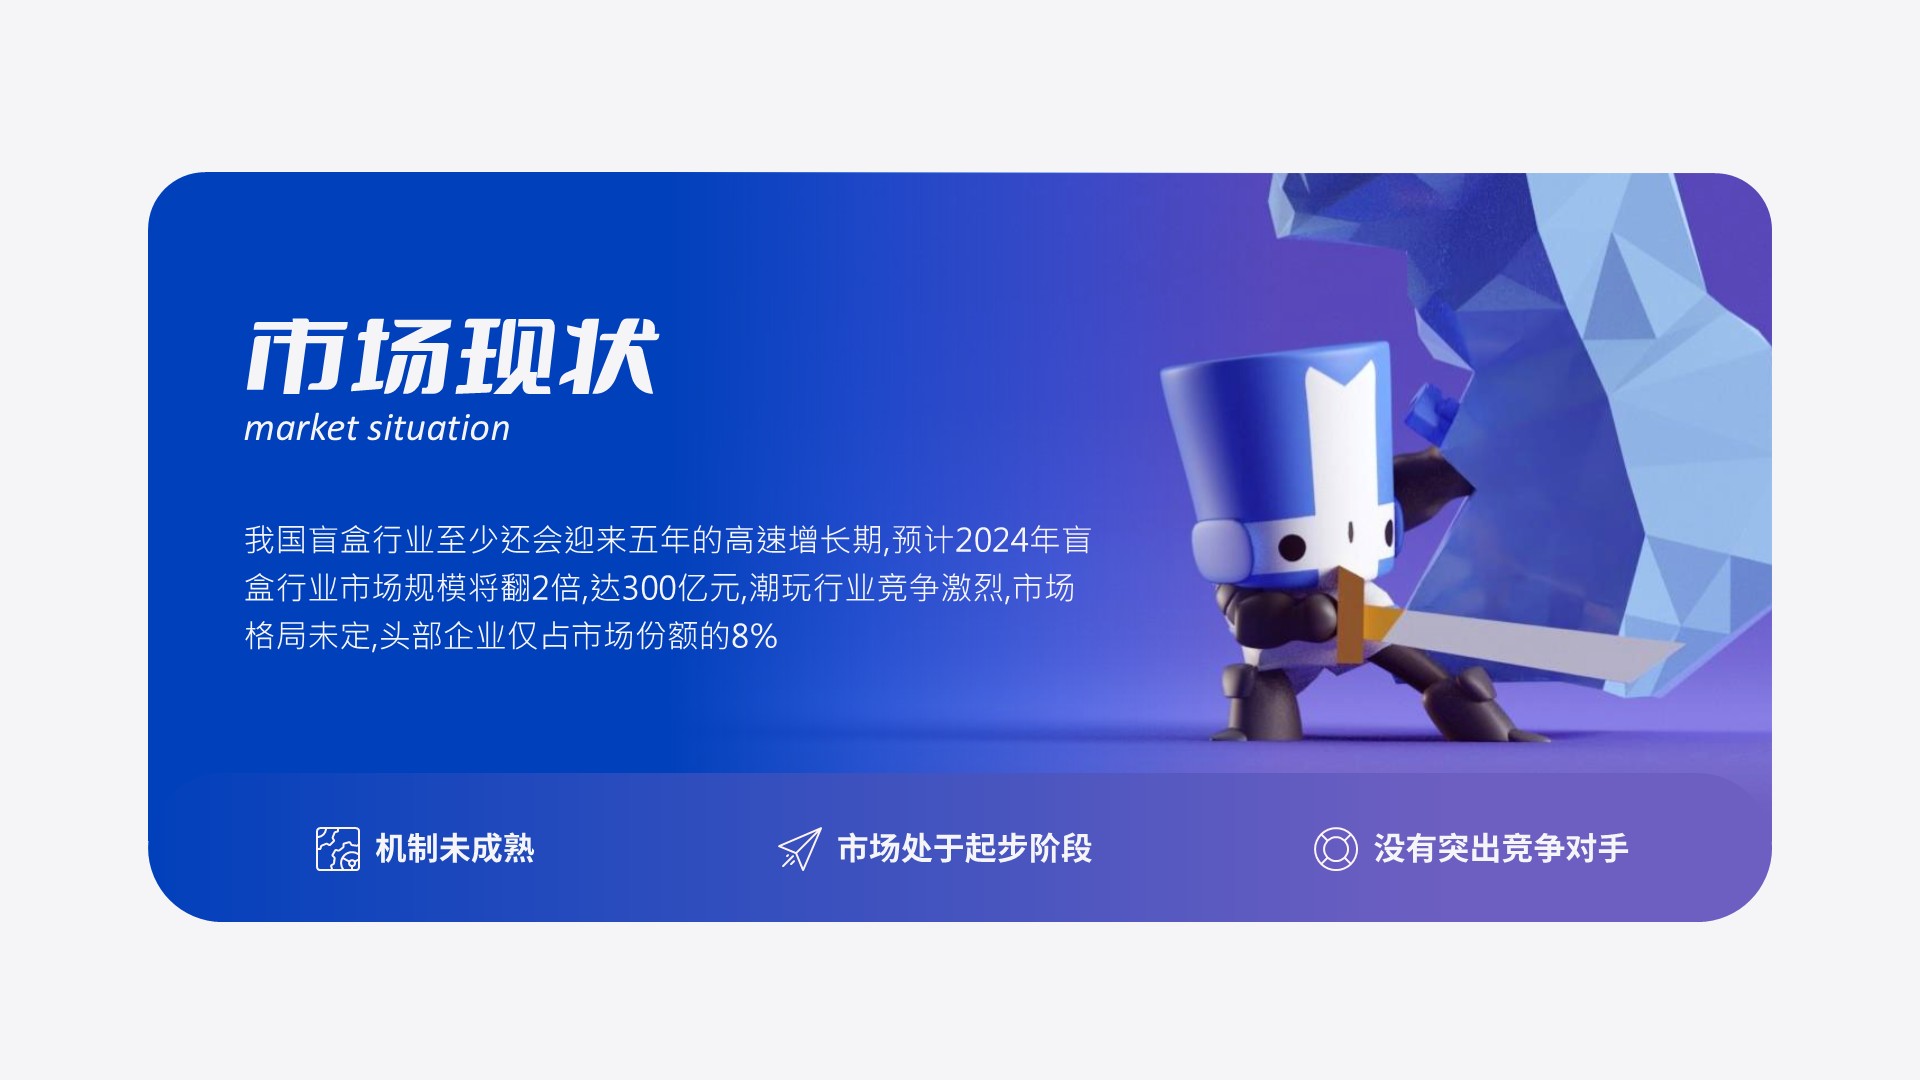 市场现状
market situation
我国盲盒行业至少还会迎来五年的高速增长期,预计2024年盲
盒行业市场规模将翻2倍,达300亿元,潮玩行业竞争激烈,市场
格局未定,头部企业仅占市场份额的8%
机制未成熟
市场处于起步阶段
没有突出竞争对手